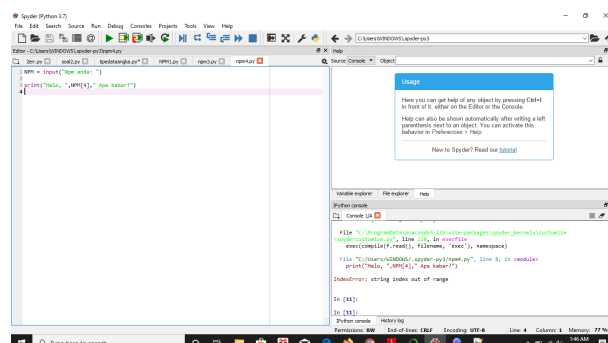 Spyder (Python 3.7)
File Edit Search Source Run Debug Consoles Projects Tools View Help
C:\Users\WINDOWS\.spyder-py3
Editor - C:\Users\WINDOWS\.spyder-py3\npm4.py
Help
2err.py
soal2.py
tipedataangka.py*
NPM1.py
npm3.py
npm4.py
Source Console Object
1 NPM = input("Npm anda: ")
2
3 print("Halo, ",NPM[4]," Apa kabar?")
4
Usage
Here you can get help of any object by pressing Ctrl+I
in front of it, either on the Editor or the Console.
Help can also be shown automatically after writing a left
parenthesis next to an object. You can activate this
behavior in Preferences > Help.
New to Spyder? Read our tutorial
Variable explorer File explorer Help
IPython console
Console 1/A
File "C:\ProgramData\Anaconda3\lib\site-packages\spyder_kernels\customize
\spydercustomize.py", line 110, in execfile
exec(compile(f.read(), filename, 'exec'), namespace)
File "C:/Users/WINDOWS/.spyder-py3/npm4.py", line 3, in <module>
print("Halo, ",NPM[4]," Apa kabar?")
IndexError: string index out of range
In [11]:
In [11]:
IPython console History log
Permissions: RW End-of-lines: CRLF Encoding: UTF-8 Line: 4 Column: 1 Memory: 77 %
Type here to search
1:46 AM